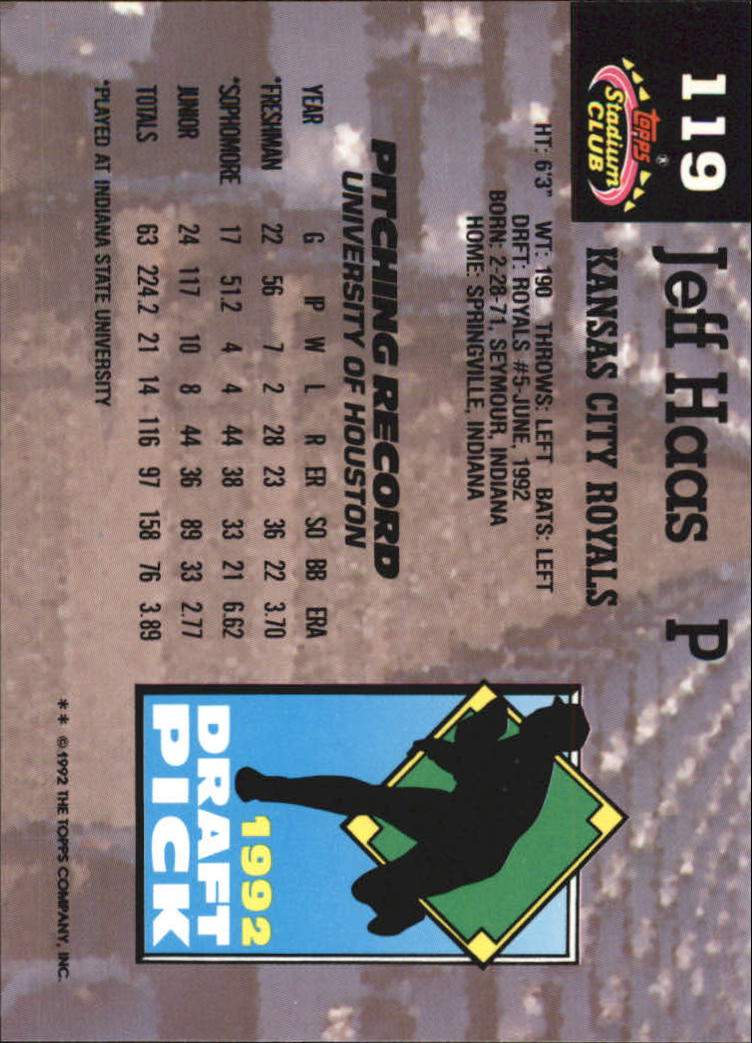 119
Topps®
Stadium
CLUB
Jeff Haas P
KANSAS CITY ROYALS
HT: 6'3" WT: 190 THROWS: LEFT BATS: LEFT
DRFT: ROYALS #5-JUNE, 1992
BORN: 2-28-71, SEYMOUR, INDIANA
HOME: SPRINGVILLE, INDIANA
PITCHING RECORD
UNIVERSITY OF HOUSTON
YEAR G IP W L R ER SO BB ERA
*FRESHMAN 22 56 7 2 28 23 36 22 3.70
*SOPHOMORE 17 51.2 4 4 44 38 33 21 6.62
JUNIOR 24 117 10 8 44 36 89 33 2.77
TOTALS 63 224.2 21 14 116 97 158 76 3.89
*PLAYED AT INDIANA STATE UNIVERSITY
1992
DRAFT
PICK
** ©1992 THE TOPPS COMPANY, INC.